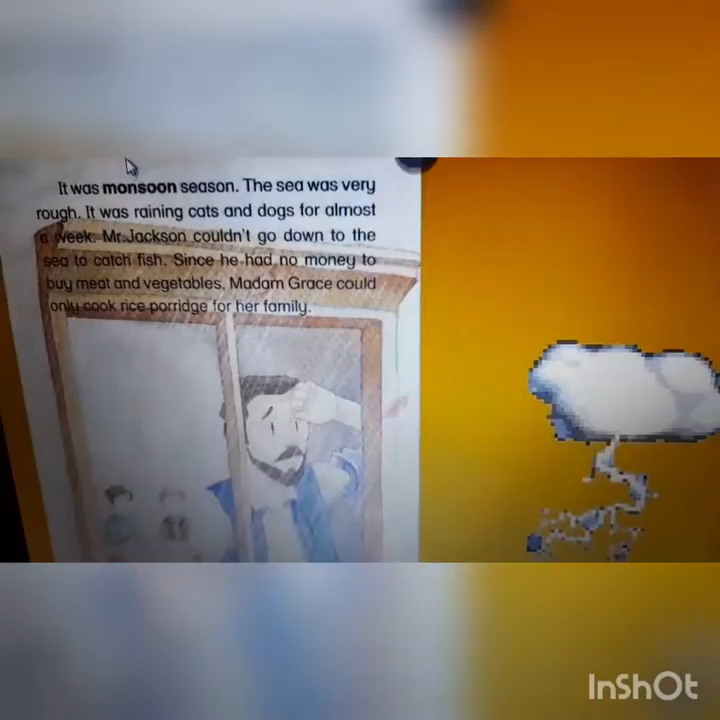 It was monsoon season. The sea was very
rough. It was raining cats and dogs for almost
a week. Mr.Jackson couldn't go down to the
sea to catch fish. Since he had no money to
buy meat and vegetables, Madam Grace could
only cook rice porridge for her family.
InShOt